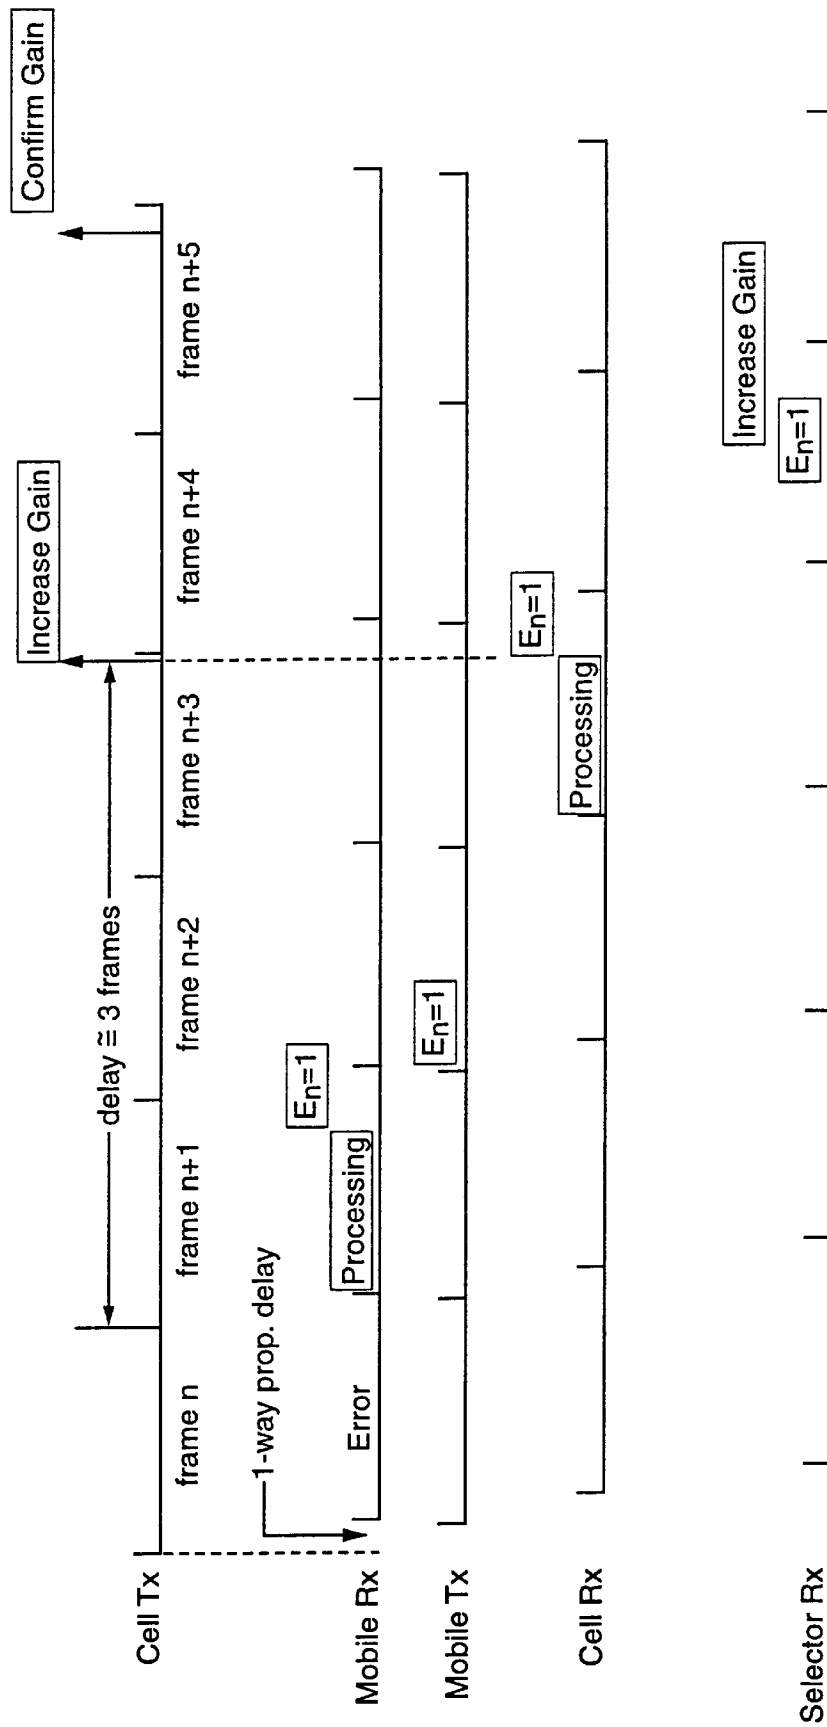 Increase Gain
Confirm Gain
delay ≅ 3 frames
Cell Tx
frame n
frame n+1
frame n+2
frame n+3
frame n+4
frame n+5
1-way prop. delay
En=1
Mobile Rx
Error
Processing
En=1
Mobile Tx
En=1
Cell Rx
Processing
Increase Gain
En=1
Selector Rx